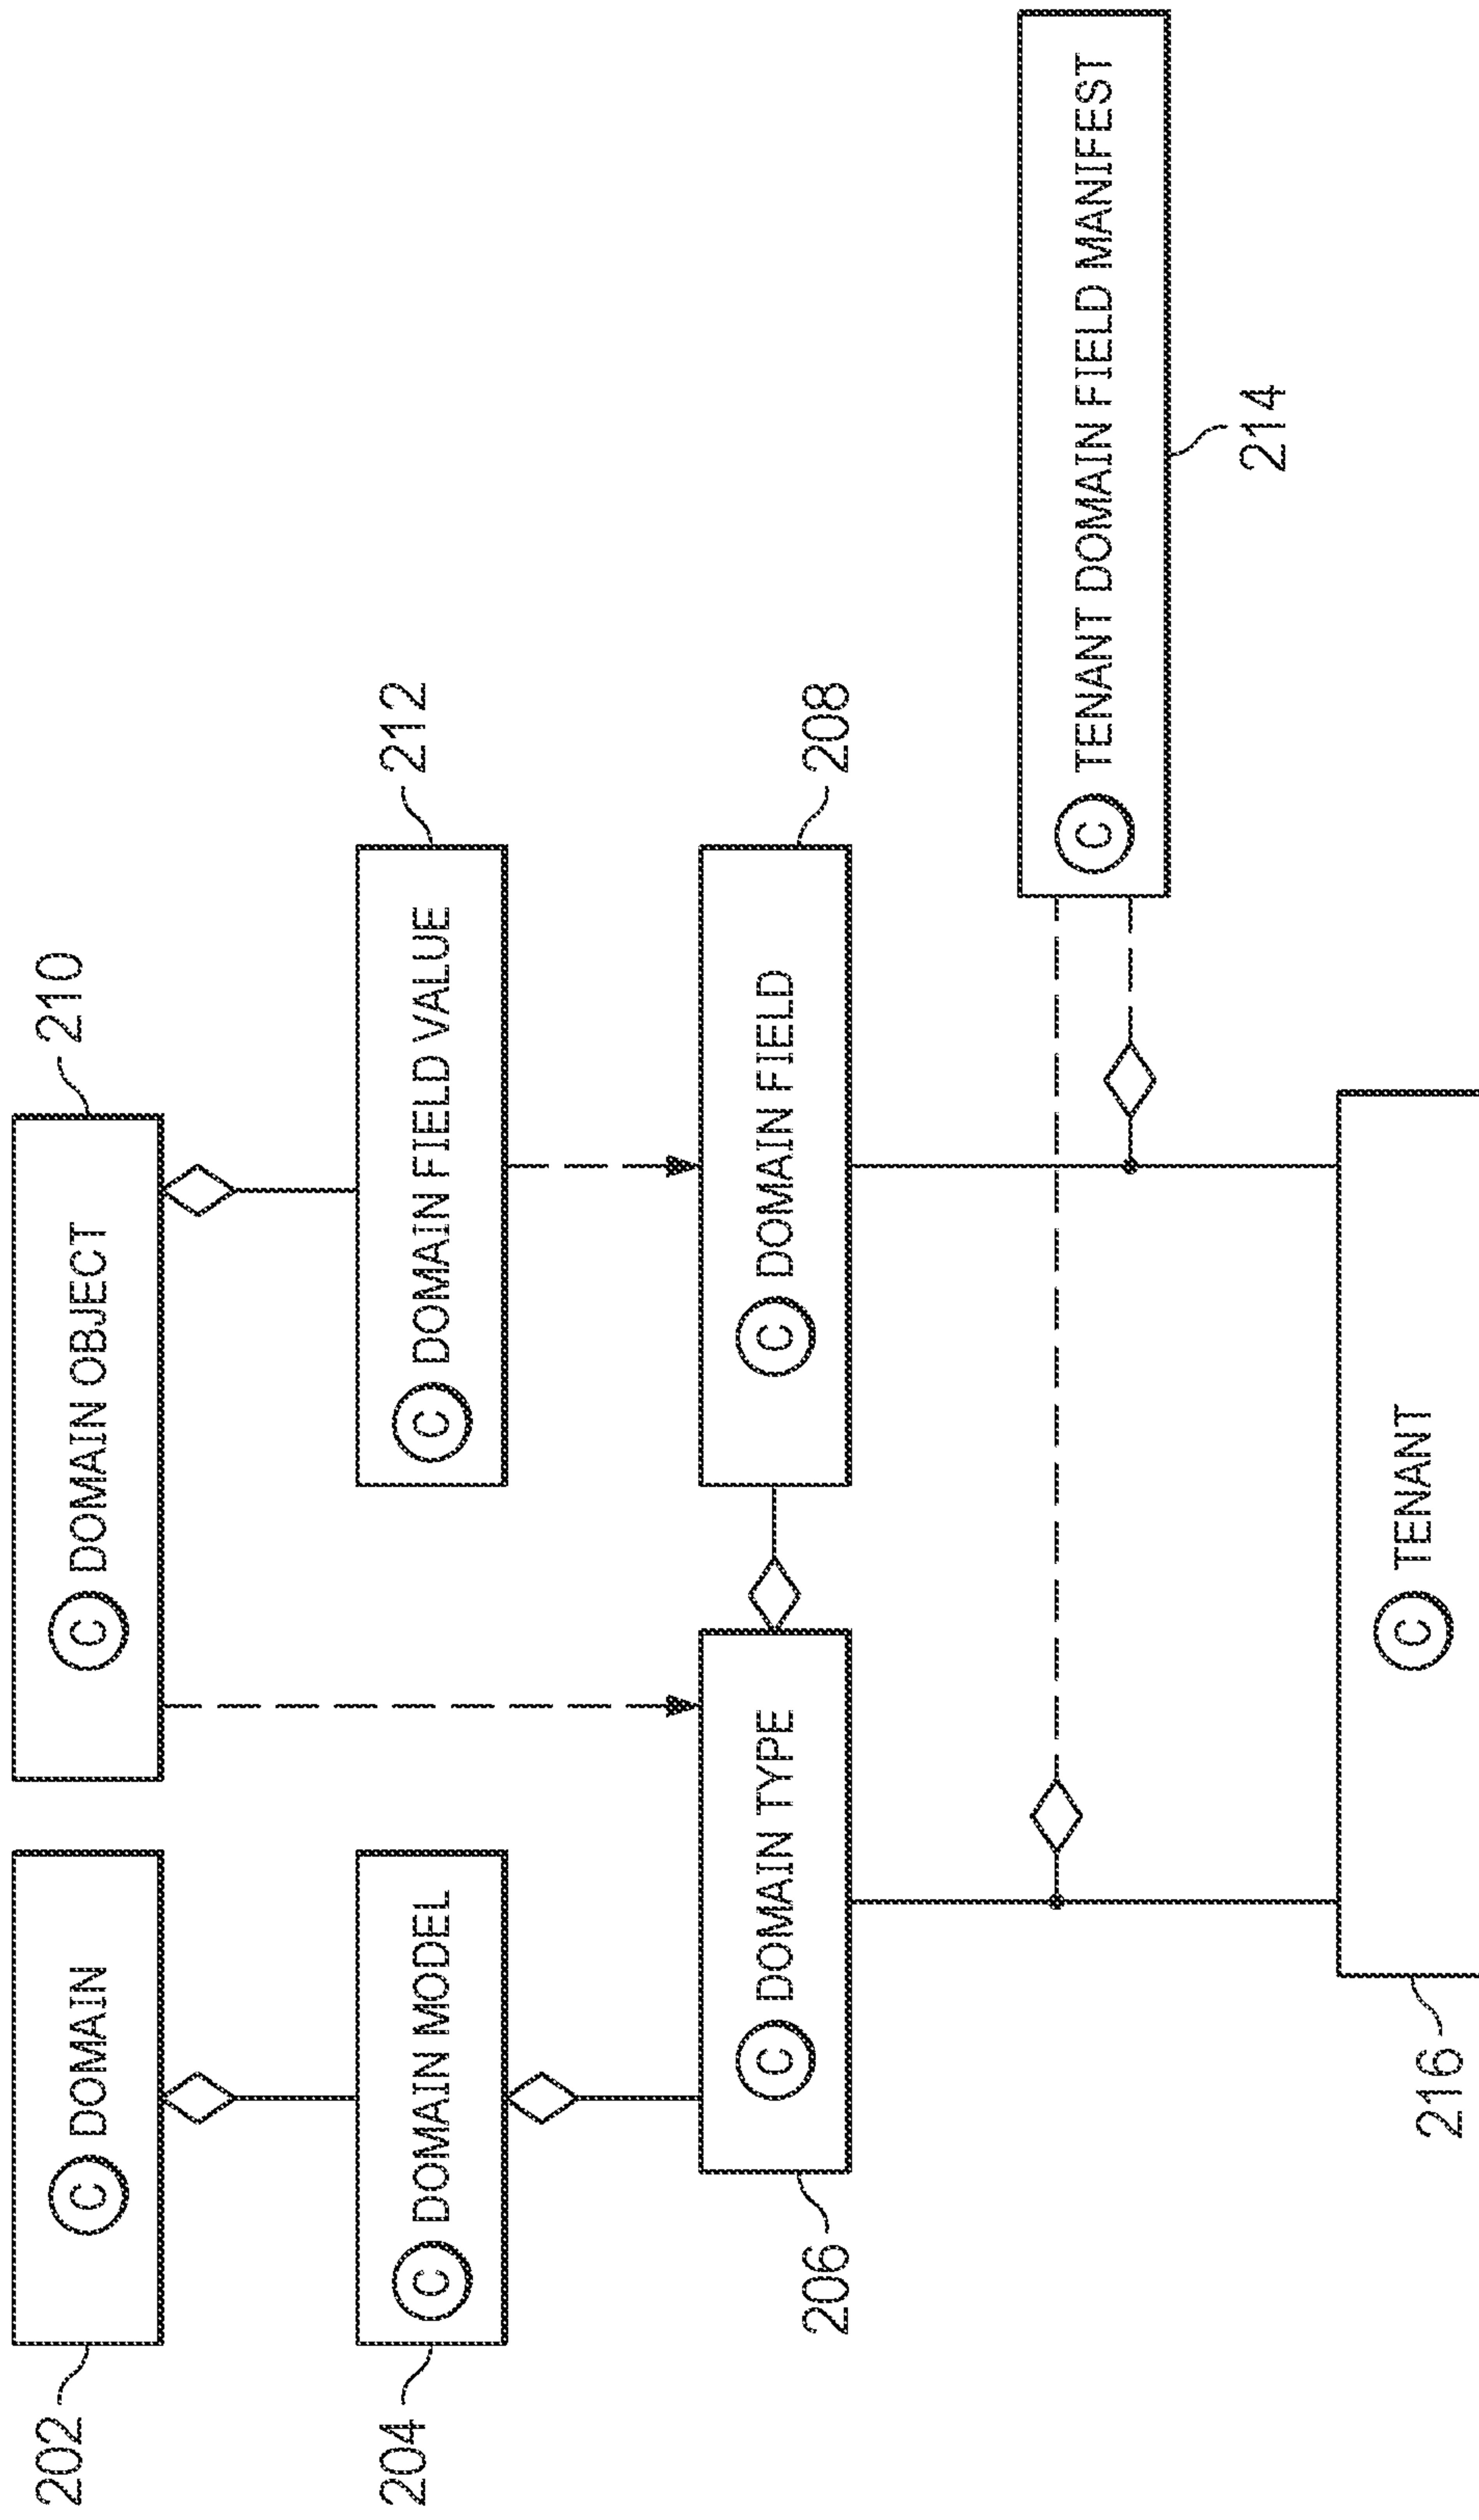 202
Ⓒ DOMAIN
Ⓒ DOMAIN OBJECT
210
204
Ⓒ DOMAIN MODEL
Ⓒ DOMAIN FIELD VALUE
212
206
Ⓒ DOMAIN TYPE
Ⓒ DOMAIN FIELD
208
Ⓒ TENANT DOMAIN FIELD MANIFEST
214
216
Ⓒ TENANT